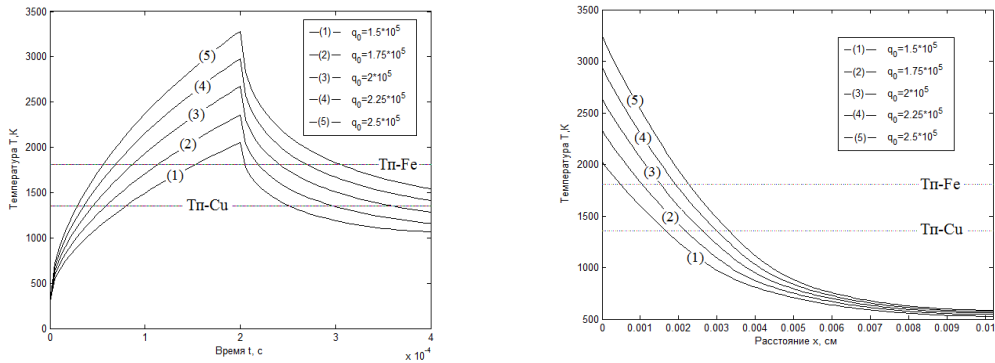 3500
3000
2500
2000
1500
1000
500
0
Температура T,K
0
1
2
3
4
x 10⁻⁴
Время t, c
—(1)— q₀=1.5*10⁵
—(2)— q₀=1.75*10⁵
—(3)— q₀=2*10⁵
—(4)— q₀=2.25*10⁵
—(5)— q₀=2.5*10⁵
(5)
(4)
(3)
(2)
(1)
Тп-Fe
Тп-Cu
3500
3000
2500
2000
1500
1000
500
Температура T,K
0
0.001
0.002
0.003
0.004
0.005
0.006
0.007
0.008
0.009
0.01
Расстояние x, см
—(1)— q₀=1.5*10⁵
—(2)— q₀=1.75*10⁵
—(3)— q₀=2*10⁵
—(4)— q₀=2.25*10⁵
—(5)— q₀=2.5*10⁵
(5)
(4)
(3)
(2)
(1)
Тп-Fe
Тп-Cu